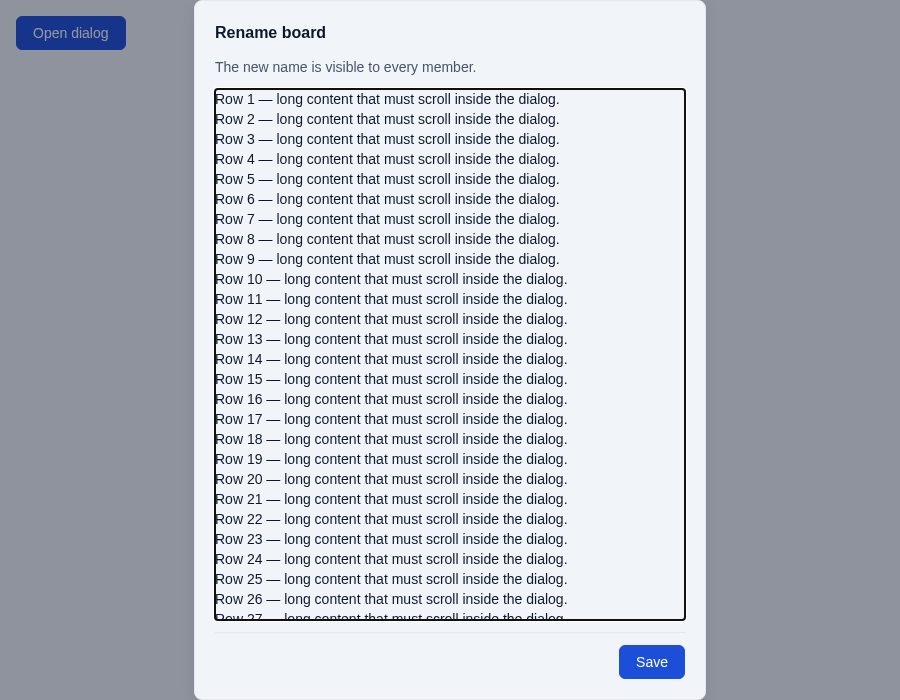 Open dialog
Rename board
The new name is visible to every member.
Row 1 — long content that must scroll inside the dialog.
Row 2 — long content that must scroll inside the dialog.
Row 3 — long content that must scroll inside the dialog.
Row 4 — long content that must scroll inside the dialog.
Row 5 — long content that must scroll inside the dialog.
Row 6 — long content that must scroll inside the dialog.
Row 7 — long content that must scroll inside the dialog.
Row 8 — long content that must scroll inside the dialog.
Row 9 — long content that must scroll inside the dialog.
Row 10 — long content that must scroll inside the dialog.
Row 11 — long content that must scroll inside the dialog.
Row 12 — long content that must scroll inside the dialog.
Row 13 — long content that must scroll inside the dialog.
Row 14 — long content that must scroll inside the dialog.
Row 15 — long content that must scroll inside the dialog.
Row 16 — long content that must scroll inside the dialog.
Row 17 — long content that must scroll inside the dialog.
Row 18 — long content that must scroll inside the dialog.
Row 19 — long content that must scroll inside the dialog.
Row 20 — long content that must scroll inside the dialog.
Row 21 — long content that must scroll inside the dialog.
Row 22 — long content that must scroll inside the dialog.
Row 23 — long content that must scroll inside the dialog.
Row 24 — long content that must scroll inside the dialog.
Row 25 — long content that must scroll inside the dialog.
Row 26 — long content that must scroll inside the dialog.
Row 27 — long content that must scroll inside the dialog.
Save